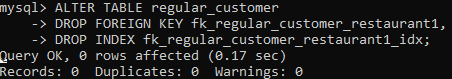 mysql> ALTER TABLE regular_customer
    -> DROP FOREIGN KEY fk_regular_customer_restaurant1,
    -> DROP INDEX fk_regular_customer_restaurant1_idx;
Query OK, 0 rows affected (0.17 sec)
Records: 0  Duplicates: 0  Warnings: 0